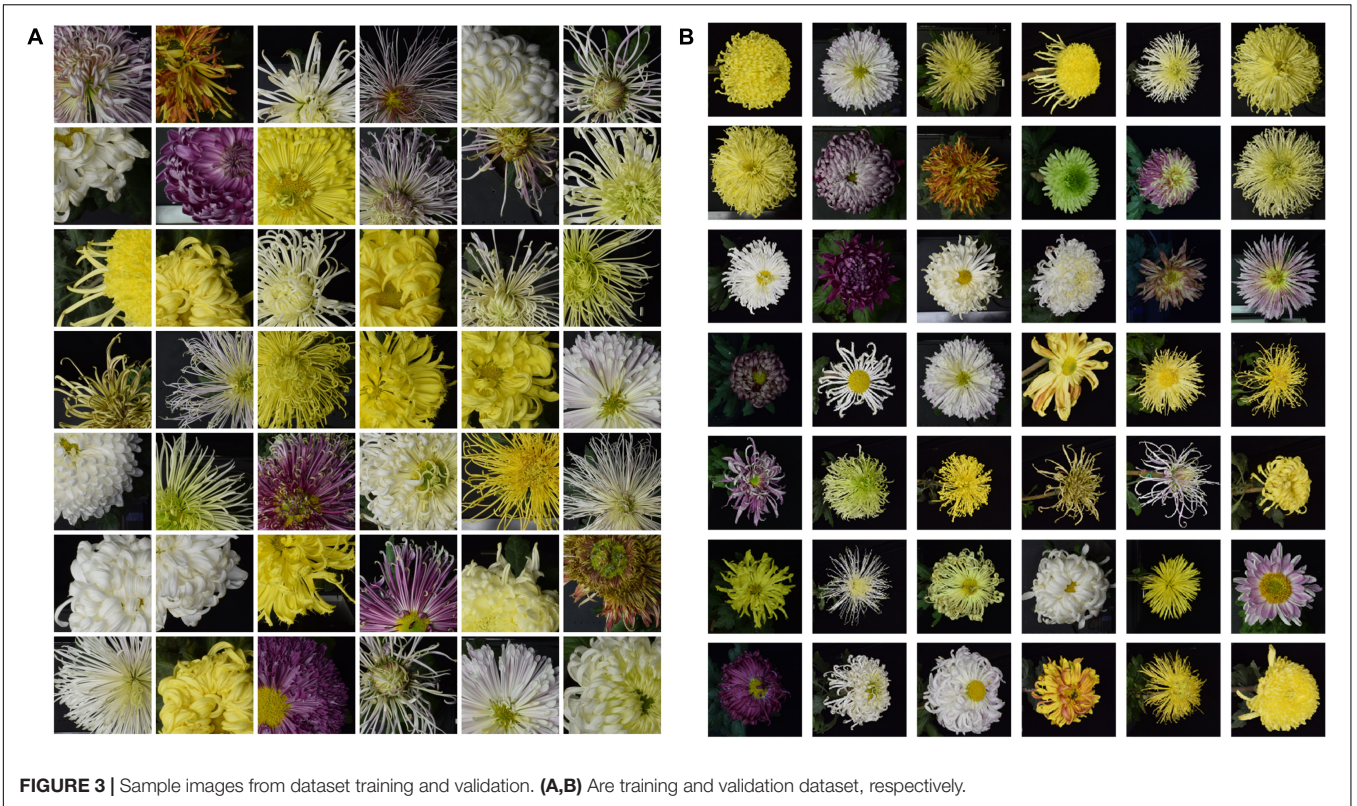 A
B
FIGURE 3 | Sample images from dataset training and validation. (A,B) Are training and validation dataset, respectively.